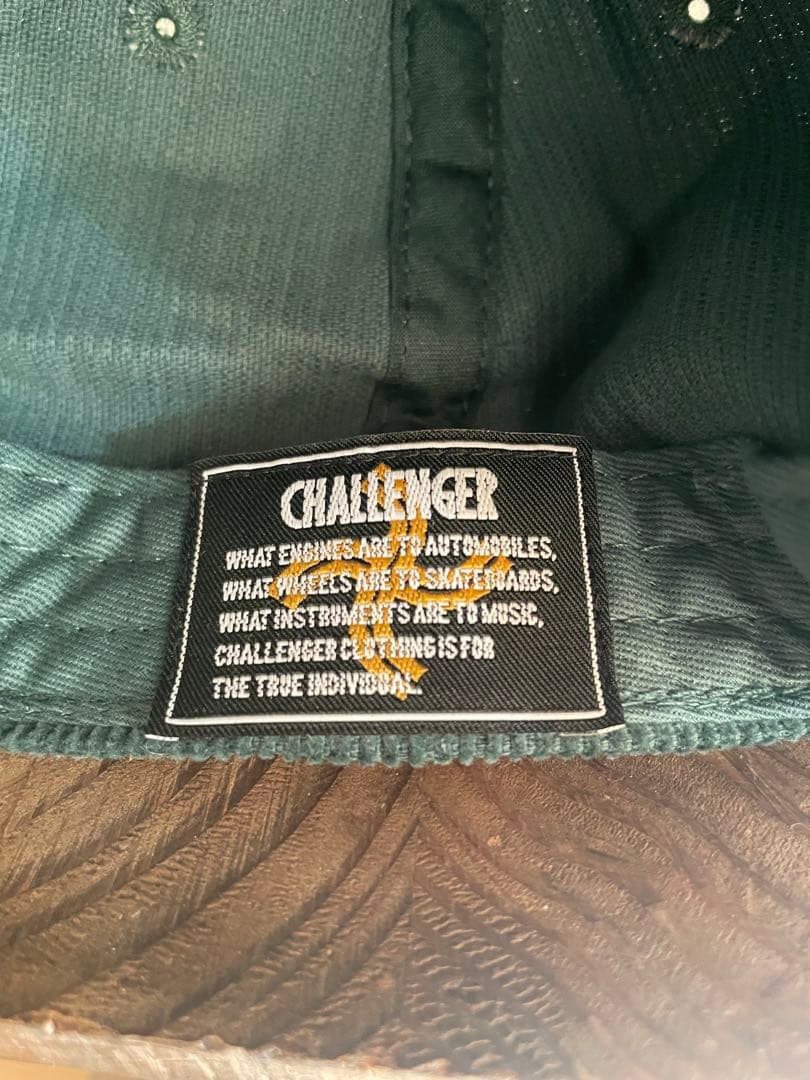 CHALLENGER
WHAT ENGINES ARE TO AUTOMOBILES,
WHAT WHEELS ARE TO SKATEBOARDS,
WHAT INSTRUMENTS ARE TO MUSIC,
CHALLENGER CLOTHING IS FOR
THE TRUE INDIVIDUAL.